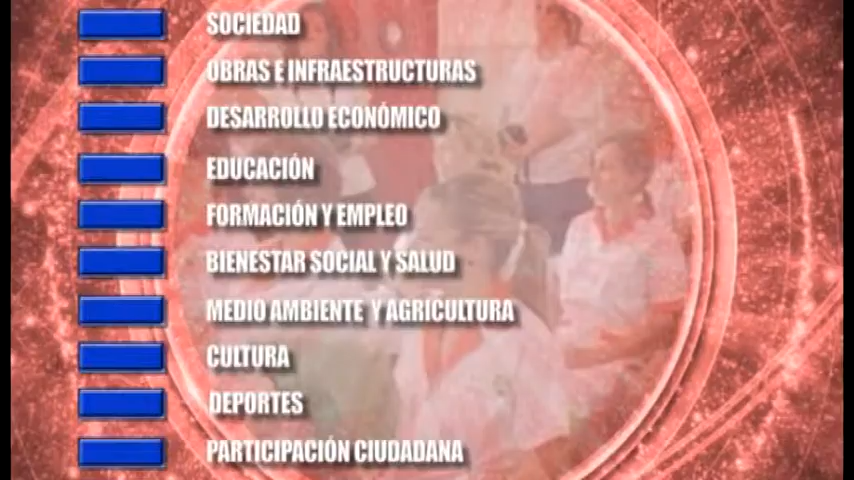 SOCIEDAD
OBRAS E INFRAESTRUCTURAS
DESARROLLO ECONÓMICO
EDUCACIÓN
FORMACIÓN Y EMPLEO
BIENESTAR SOCIAL Y SALUD
MEDIO AMBIENTE Y AGRICULTURA
CULTURA
DEPORTES
PARTICIPACIÓN CIUDADANA